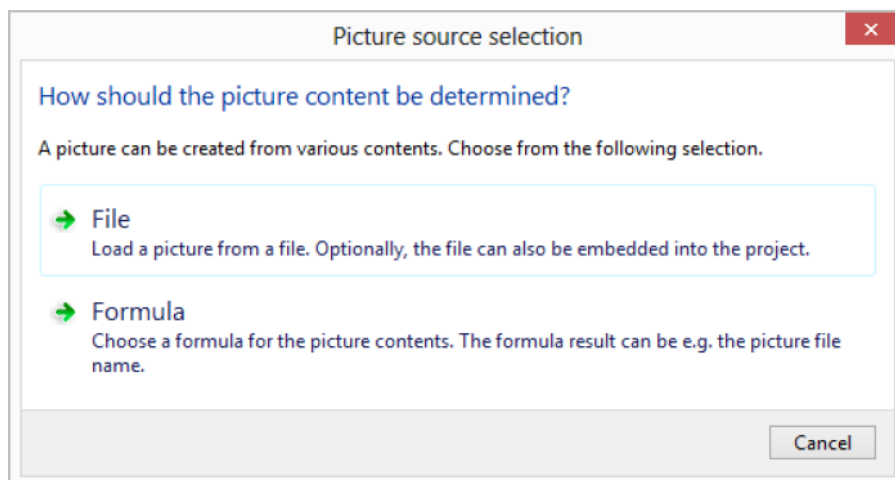 Picture source selection
How should the picture content be determined?
A picture can be created from various contents. Choose from the following selection.
File
Load a picture from a file. Optionally, the file can also be embedded into the project.
Formula
Choose a formula for the picture contents. The formula result can be e.g. the picture file
name.
Cancel